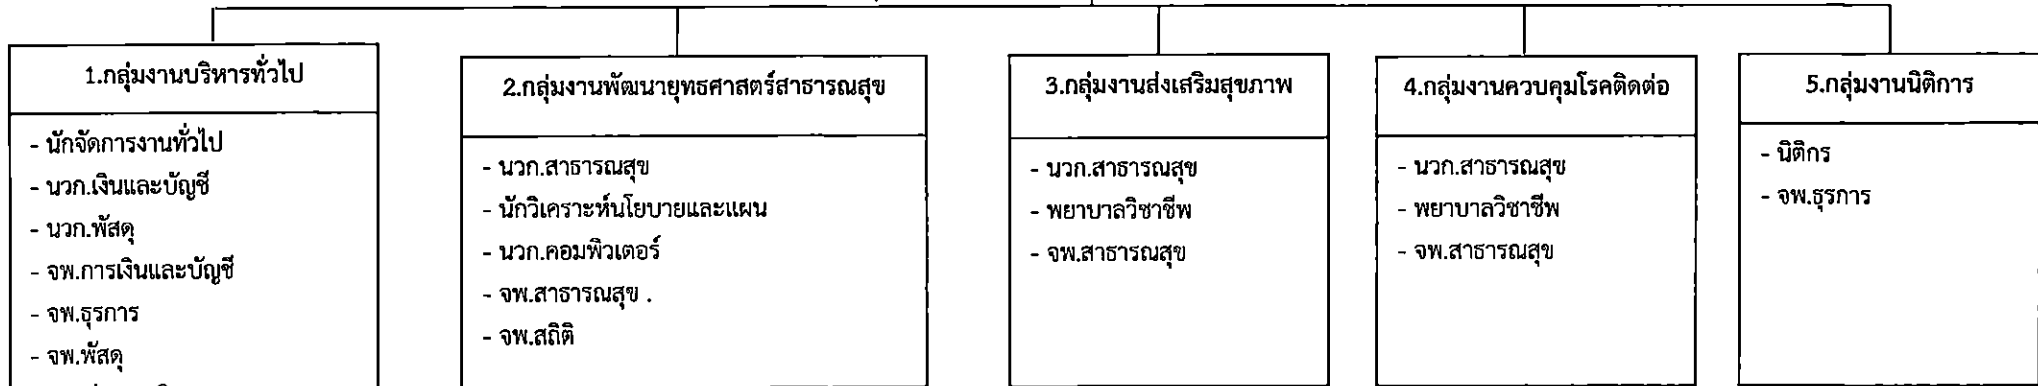 1.กลุ่มงานบริหารทั่วไป
- นักจัดการงานทั่วไป
- นวก.เงินและบัญชี
- นวก.พัสดุ
- จพ.การเงินและบัญชี
- จพ.ธุรการ
- จพ.พัสดุ
2.กลุ่มงานพัฒนายุทธศาสตร์สาธารณสุข
- นวก.สาธารณสุข
- นักวิเคราะห์นโยบายและแผน
- นวก.คอมพิวเตอร์
- จพ.สาธารณสุข .
- จพ.สถิติ
3.กลุ่มงานส่งเสริมสุขภาพ
- นวก.สาธารณสุข
- พยาบาลวิชาชีพ
- จพ.สาธารณสุข
4.กลุ่มงานควบคุมโรคติดต่อ
- นวก.สาธารณสุข
- พยาบาลวิชาชีพ
- จพ.สาธารณสุข
5.กลุ่มงานนิติการ
- นิติกร
- จพ.ธุรการ